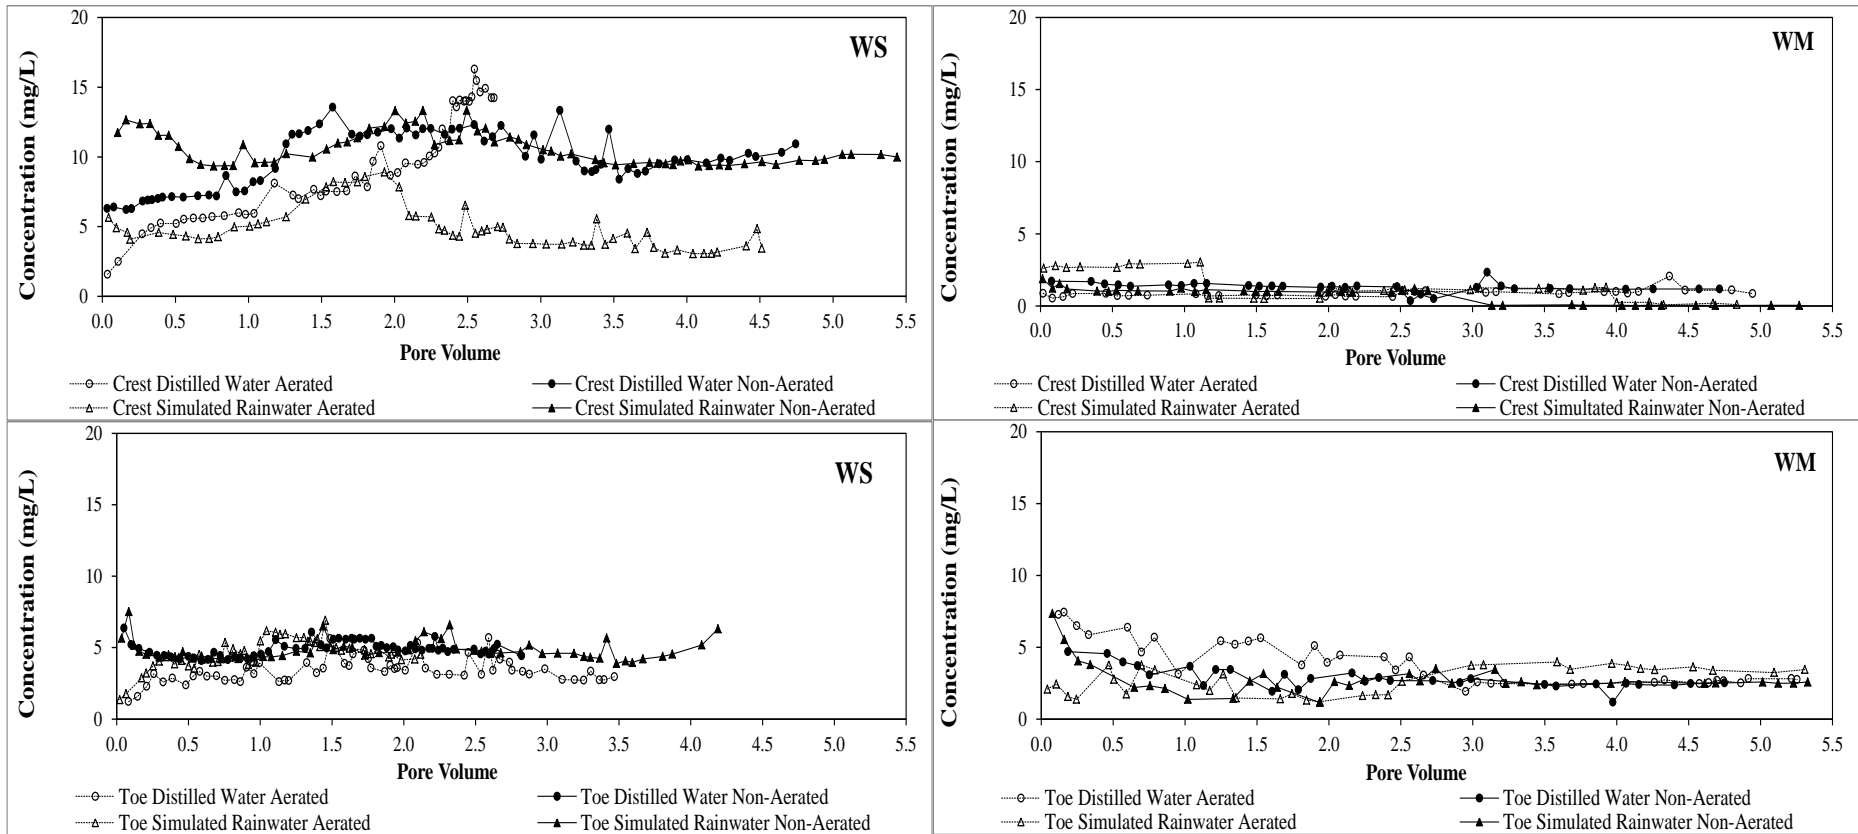 20
WS
15
10
5
0
Concentration (mg/L)
0.0 0.5 1.0 1.5 2.0 2.5 3.0 3.5 4.0 4.5 5.0 5.5
Pore Volume
Crest Distilled Water Aerated Crest Distilled Water Non-Aerated
Crest Simulated Rainwater Aerated Crest Simulated Rainwater Non-Aerated
20
WM
15
10
5
0
Concentration (mg/L)
0.0 0.5 1.0 1.5 2.0 2.5 3.0 3.5 4.0 4.5 5.0 5.5
Pore Volume
Crest Distilled Water Aerated Crest Distilled Water Non-Aerated
Crest Simulated Rainwater Aerated Crest Simultated Rainwater Non-Aerated
20
WS
15
10
5
0
Concentration (mg/L)
0.0 0.5 1.0 1.5 2.0 2.5 3.0 3.5 4.0 4.5 5.0 5.5
Pore Volume
Toe Distilled Water Aerated Toe Distilled Water Non-Aerated
Toe Simulated Rainwater Aerated Toe Simulated Rainwater Non-Aerated
20
WM
15
10
5
0
Concentration (mg/L)
0.0 0.5 1.0 1.5 2.0 2.5 3.0 3.5 4.0 4.5 5.0 5.5
Pore Volume
Toe Distilled Water Aerated Toe Distilled Water Non-Aerated
Toe Simulated Rainwater Aerated Toe Simulated Rainwater Non-Aerated